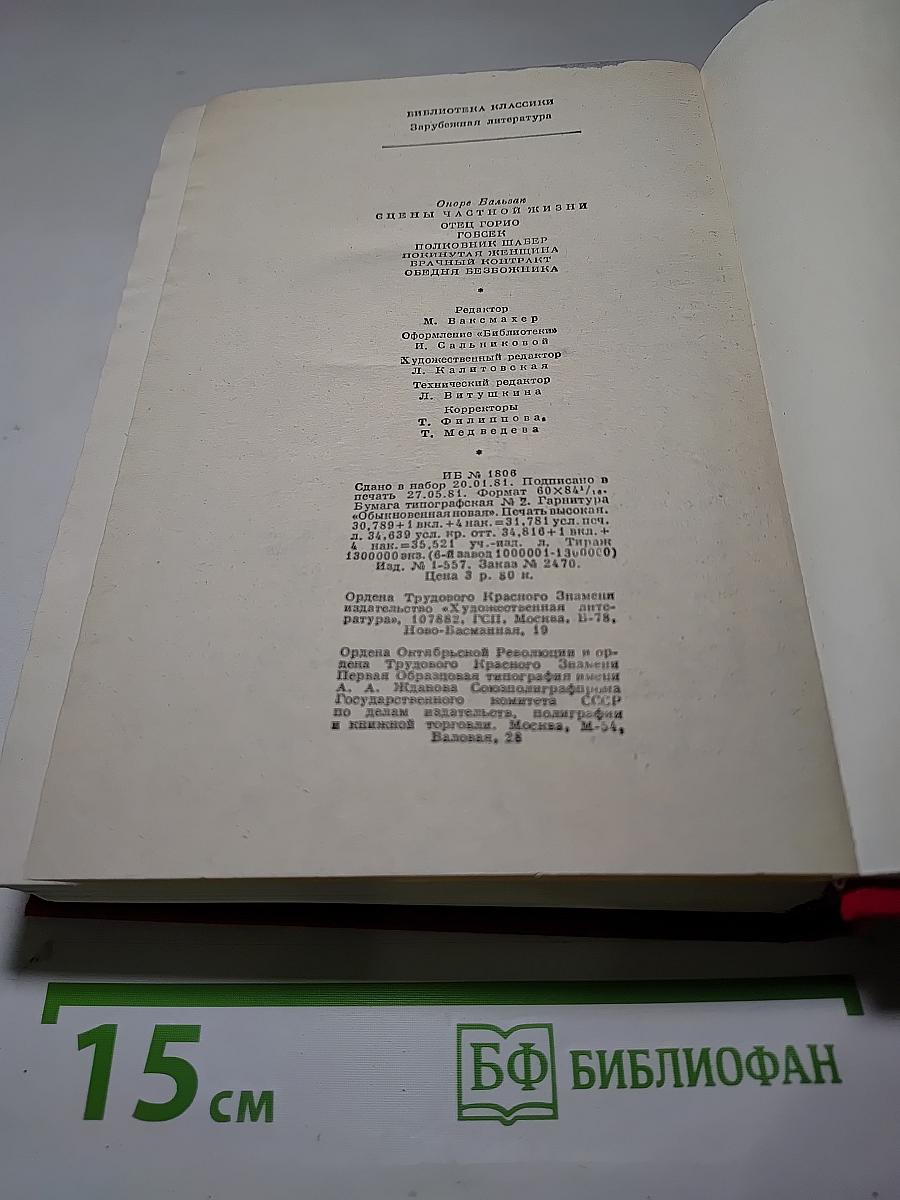 БИБЛИОТЕКА КЛАССИКИ
Зарубежная литература
Оноре Бальзак
СЦЕНЫ ЧАСТНОЙ ЖИЗНИ
ОТЕЦ ГОРИО
ГОБСЕК
ПОЛКОВНИК ШАБЕР
ПОКИНУТАЯ ЖЕНЩИНА
БРАЧНЫЙ КОНТРАКТ
ОБЕДНЯ БЕЗБОЖНИКА
*
Редактор
М. Ваксмахер
Оформление «Библиотеки»
И. Сальниковой
Художественный редактор
Л. Калитовская
Технический редактор
Л. Витушкина
Корректоры
Т. Филиппова,
Т. Медведева
*
ИБ № 1806
Сдано в набор 20.01.81. Подписано в
печать 27.05.81. Формат 60×84¹/₁₆.
Бумага типографская № 2. Гарнитура
«Обыкновенная новая». Печать высокая.
30,789+1 вкл.+4 нак.=31,781 усл. печ.
л. 34,639 усл. кр. отт. 34,816+1 вкл.+
4 нак.=35,521 уч.-изд. л. Тираж
1300000 экз. (6-й завод 1000001-1300000)
Изд. № 1-557. Заказ № 2470.
Цена 3 р. 80 к.
Ордена Трудового Красного Знамени
издательство «Художественная лите-
ратура», 107882, ГСП, Москва, Б-78,
Ново-Басманная, 19
Ордена Октябрьской Революции и ор-
дена Трудового Красного Знамени
Первая Образцовая типография имени
А. А. Жданова Союзполиграфпрома
Государственного комитета СССР
по делам издательств, полиграфии
и книжной торговли. Москва, М-54,
Валовая, 28
15 см
БФ БИБЛИОФАН